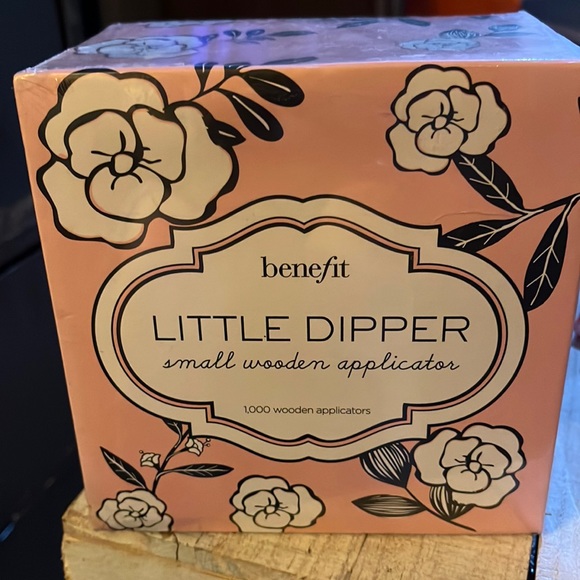 benefit
LITTLE DIPPER
small wooden applicator
1,000 wooden applicators